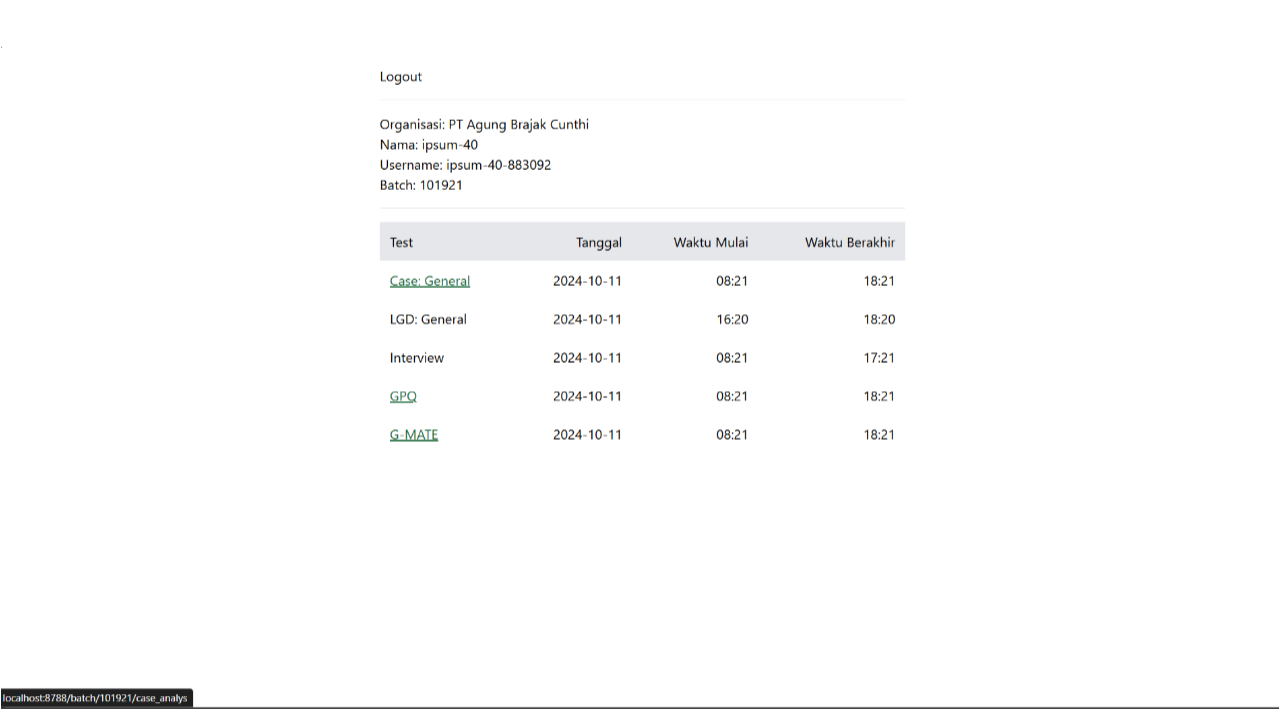 Logout
Organisasi: PT Agung Brajak Cunthi
Nama: ipsum-40
Username: ipsum-40-883092
Batch: 101921
Test Tanggal Waktu Mulai Waktu Berakhir
Case: General 2024-10-11 08:21 18:21
LGD: General 2024-10-11 16:20 18:20
Interview 2024-10-11 08:21 17:21
GPQ 2024-10-11 08:21 18:21
G-MATE 2024-10-11 08:21 18:21
localhost:8788/batch/101921/case_analys